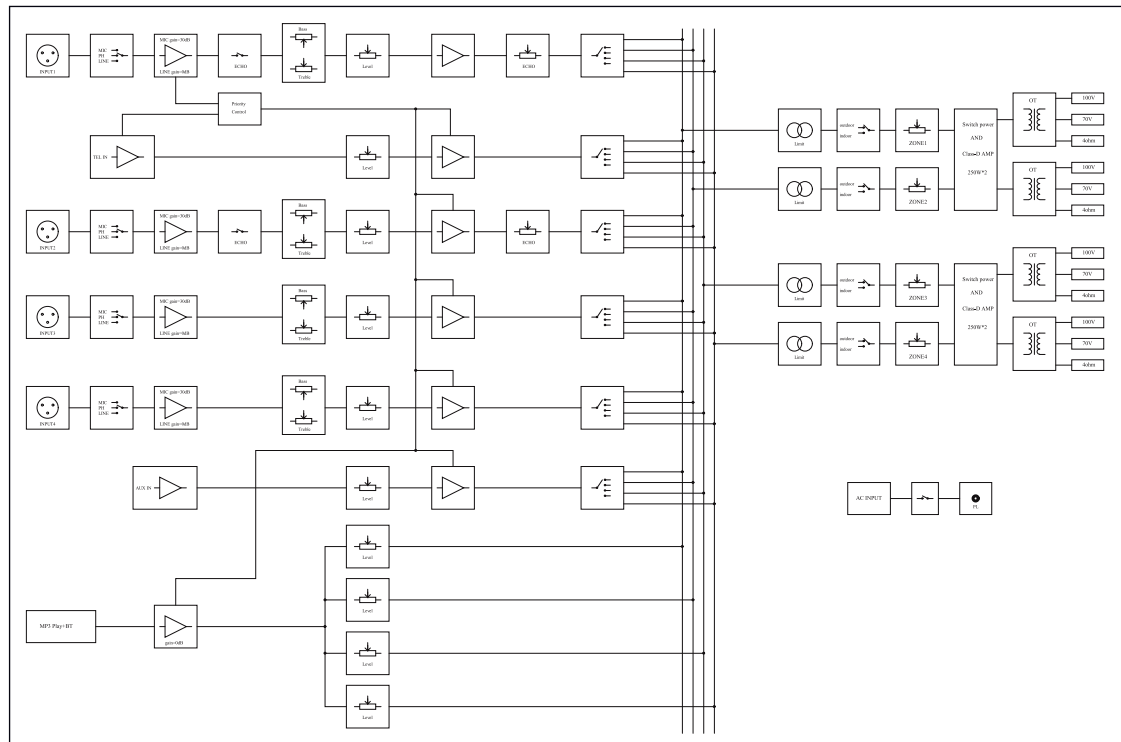 INPUT1
MIC
PH
LINE
MIC gain=30dB
LINE gain=0dB
ECHO
Bass
Treble
Level
ECHO
Priority
Control
TEL IN
Level
INPUT2
MIC
PH
LINE
MIC gain=30dB
LINE gain=0dB
ECHO
Bass
Treble
Level
ECHO
INPUT3
MIC
PH
LINE
MIC gain=30dB
LINE gain=0dB
Bass
Treble
Level
INPUT4
MIC
PH
LINE
MIC gain=30dB
LINE gain=0dB
Bass
Treble
Level
AUX IN
Level
MP3 Play+BT
gain=0dB
Level
Level
Level
Level
Limit
outdoor
indoor
ZONE1
Limit
outdoor
indoor
ZONE2
Switch power
AND
Class-D AMP
250W*2
OT
100V
70V
4ohm
OT
100V
70V
4ohm
Limit
outdoor
indoor
ZONE3
Limit
outdoor
indoor
ZONE4
Switch power
AND
Class-D AMP
250W*2
OT
100V
70V
4ohm
OT
100V
70V
4ohm
AC INPUT
FL